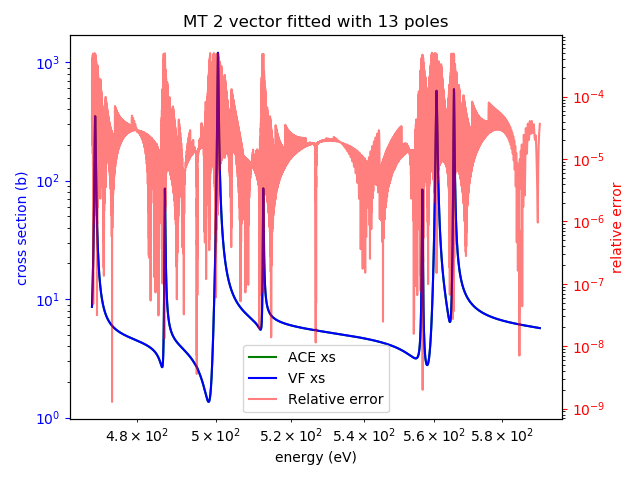 MT 2 vector fitted with 13 poles
cross section (b)
10³
10²
10¹
10⁰
10⁻⁴
10⁻⁵
10⁻⁶
10⁻⁷
10⁻⁸
10⁻⁹
relative error
ACE xs
VF xs
Relative error
4.8 × 10² 5 × 10² 5.2 × 10² 5.4 × 10² 5.6 × 10² 5.8 × 10²
energy (eV)